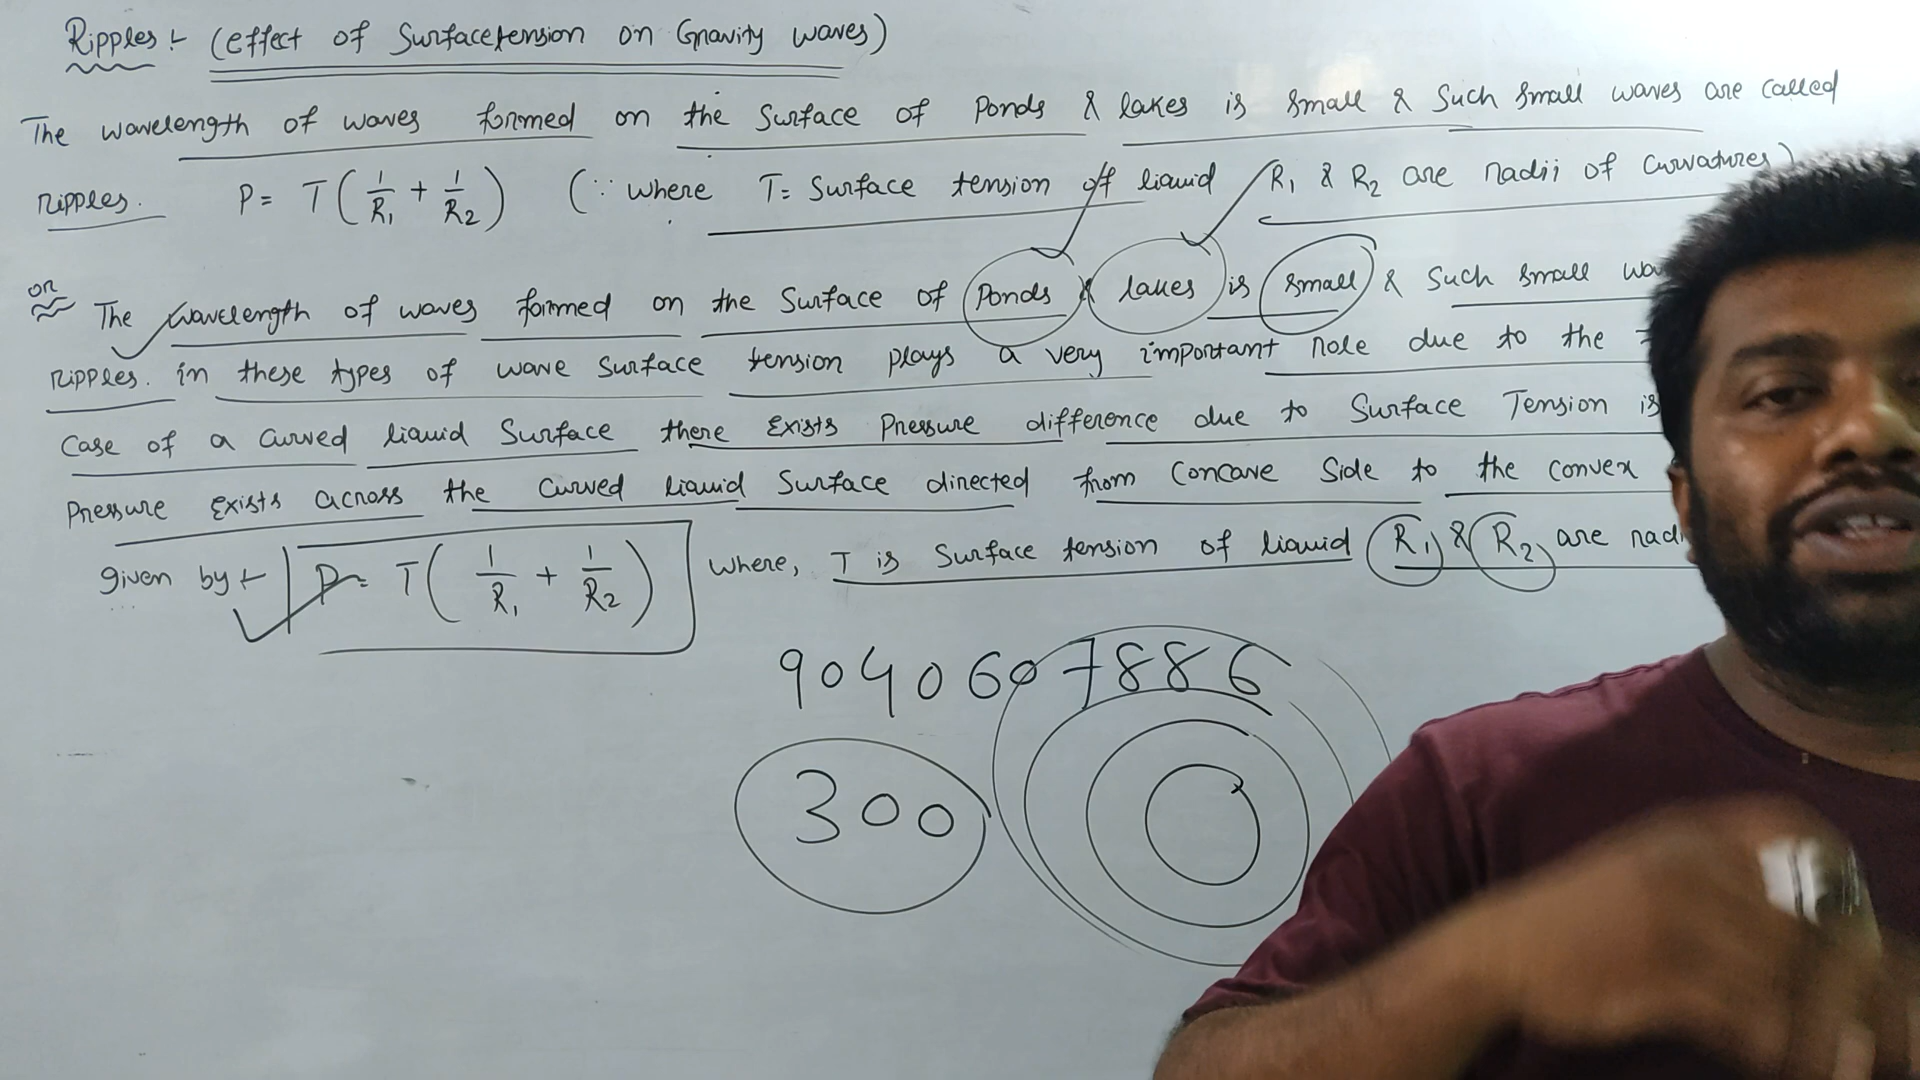 Ripples :- (effect of Surfacetension on Gravity waves)
The wavelength of waves formed on the Surface of Ponds & lakes is small & Such small waves are called
ripples. P = T(1/R₁ + 1/R₂) (∵ where T = Surface tension of liquid R₁ & R₂ are radii of curvatures)
or
The wavelength of waves formed on the Surface of Ponds & lakes is small & Such small
ripples. in these types of wave surface tension plays a very important role due to the
Case of a curved liquid Surface there Exists Pressure difference due to Surface Tension is
Pressure Exists across the curved liquid Surface directed from Concave Side to the convex
given by :- P = T(1/R₁ + 1/R₂) where, T is Surface tension of liquid R₁ & R₂ are
9040607886
300